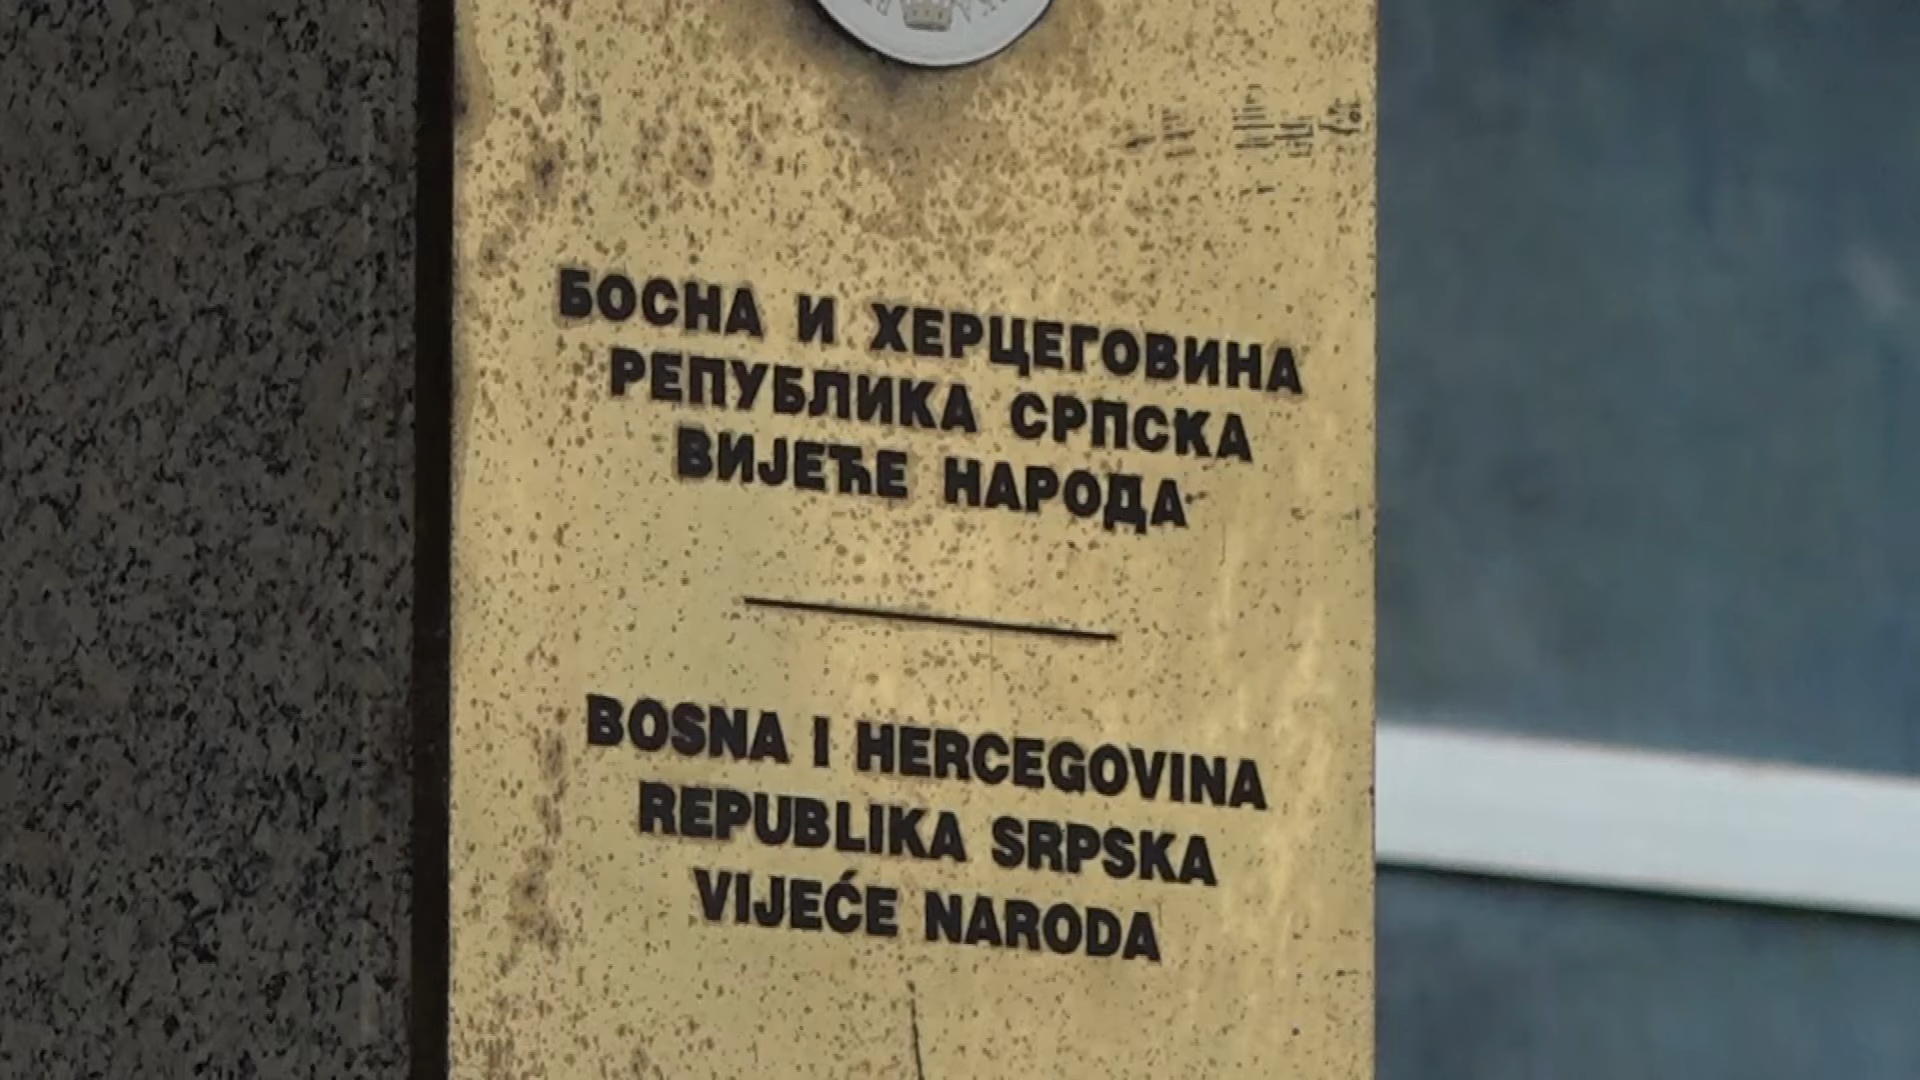 БОСНА И ХЕРЦЕГОВИНА
РЕПУБЛИКА СРПСКА
ВИЈЕЋЕ НАРОДА
BOSNA I HERCEGOVINA
REPUBLIKA SRPSKA
VIJEĆE NARODA